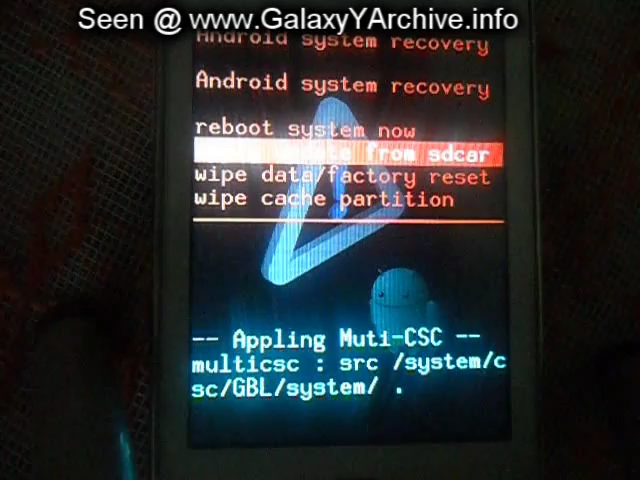 Seen @ www.GalaxyYArchive.info
Android system recovery
Android system recovery
reboot system now
from sdcar
wipe data/factory reset
wipe cache partition
-- Appling Muti-CSC --
multicsc : src /system/c
sc/GBL/system/ .